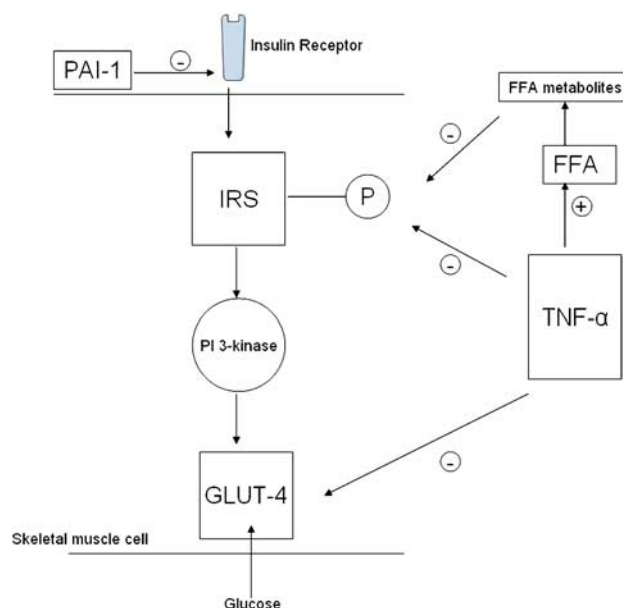 Insulin Receptor
PAI-1
-
FFA metabolites
-
FFA
IRS
P
+
-
TNF-α
PI 3-kinase
-
GLUT-4
Skeletal muscle cell
Glucose